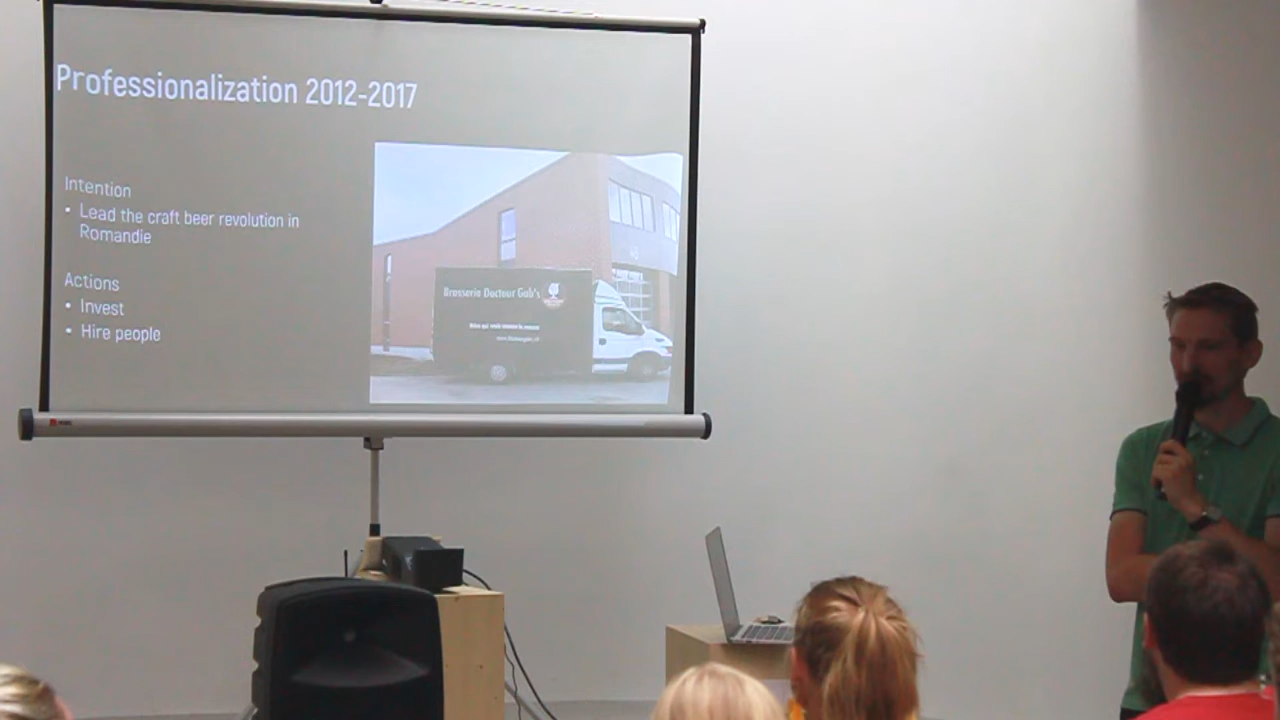 Professionalization 2012-2017
Intention
• Lead the craft beer revolution in
Romandie
Actions
• Invest
• Hire people
Brasserie Docteur Gab's